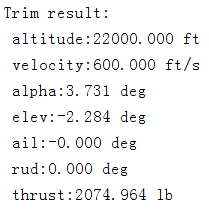 Trim result:
altitude:22000.000 ft
velocity:600.000 ft/s
alpha:3.731 deg
elev:-2.284 deg
ail:-0.000 deg
rud:0.000 deg
thrust:2074.964 lb